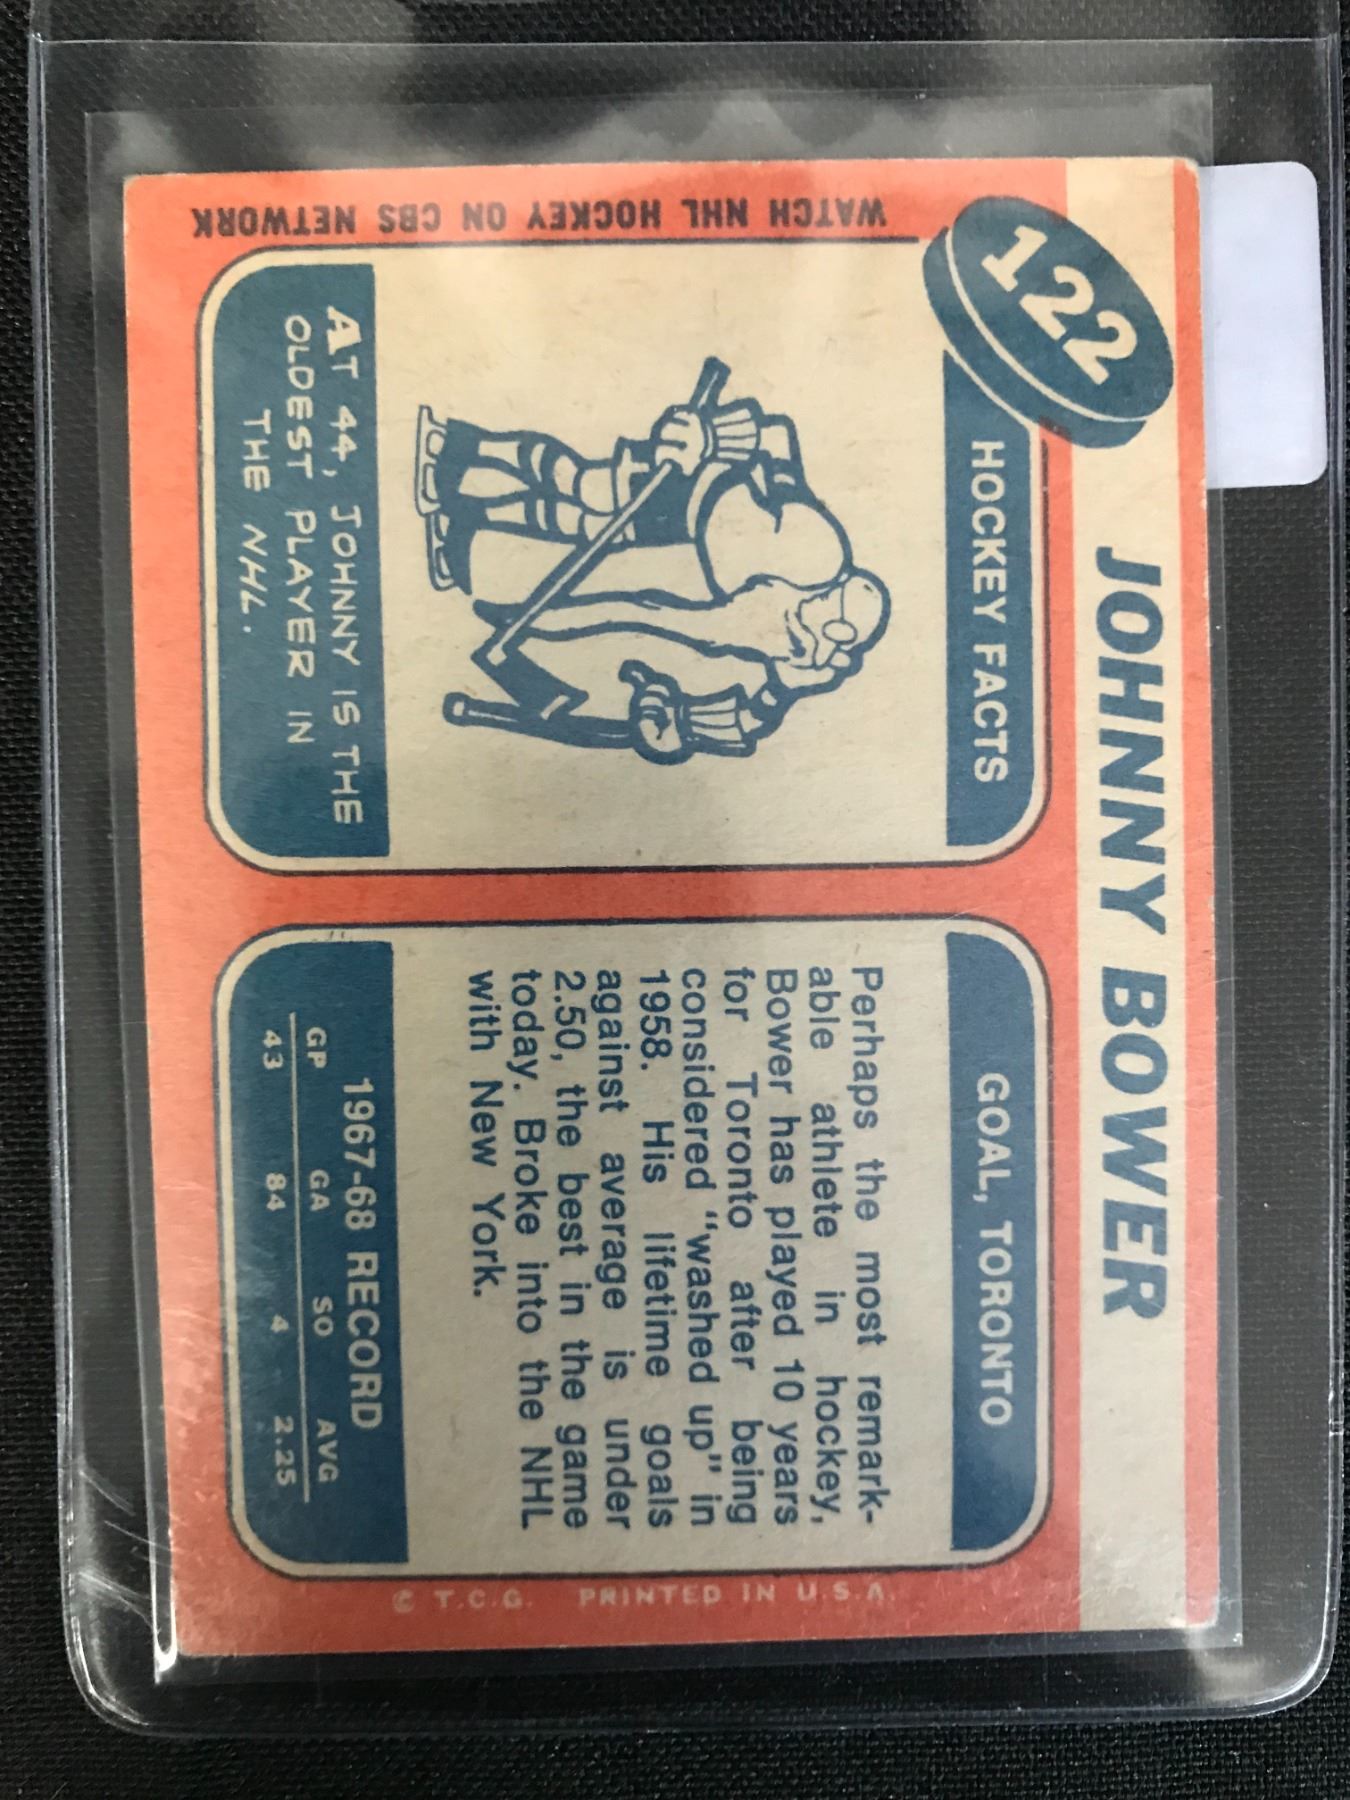 122
JOHNNY BOWER
WATCH NHL HOCKEY ON CBS NETWORK
HOCKEY FACTS
AT 44, JOHNNY IS THE
OLDEST PLAYER IN
THE NHL.
GOAL, TORONTO
Perhaps the most remark-
able athlete in hockey,
Bower has played 10 years
for Toronto after being
considered "washed up" in
1958. His lifetime goals
against average is under
2.50, the best in the game
today. Broke into the NHL
with New York.
1967-68 RECORD
GP GA SO AVG
43 84 4 2.25
© T.C.G. PRINTED IN U.S.A.